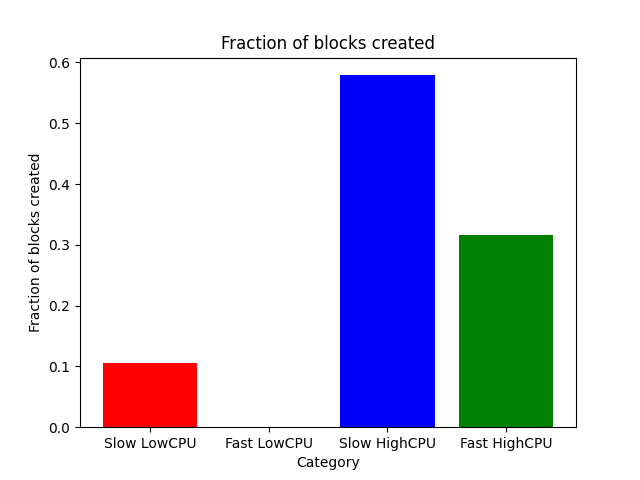 Fraction of blocks created
Fraction of blocks created
0.6
0.5
0.4
0.3
0.2
0.1
0.0
Slow LowCPU Fast LowCPU Slow HighCPU Fast HighCPU
Category